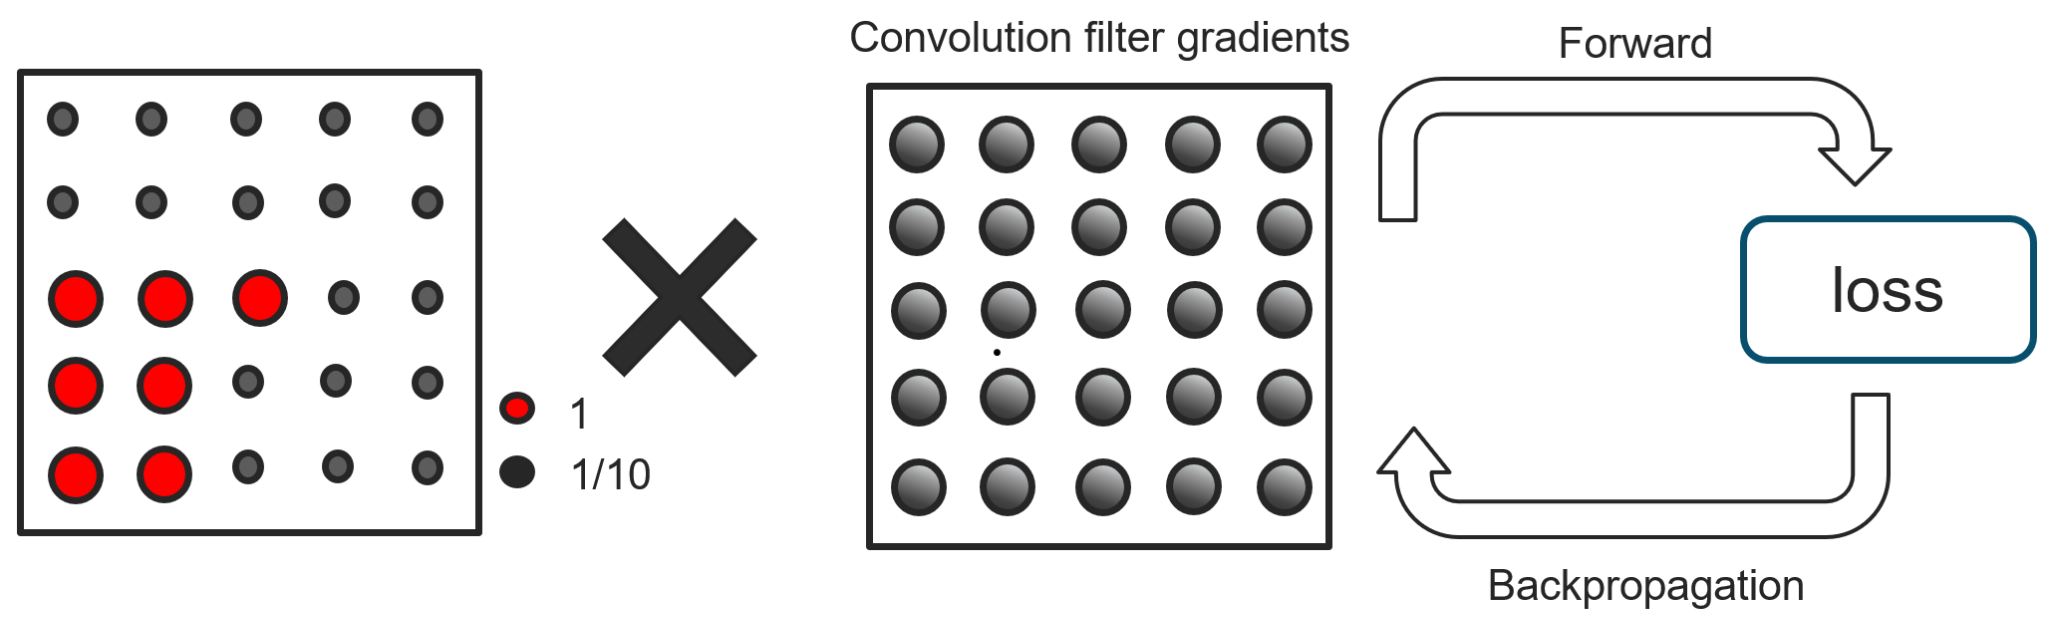 Convolution filter gradients
Forward
loss
1
1/10
Backpropagation